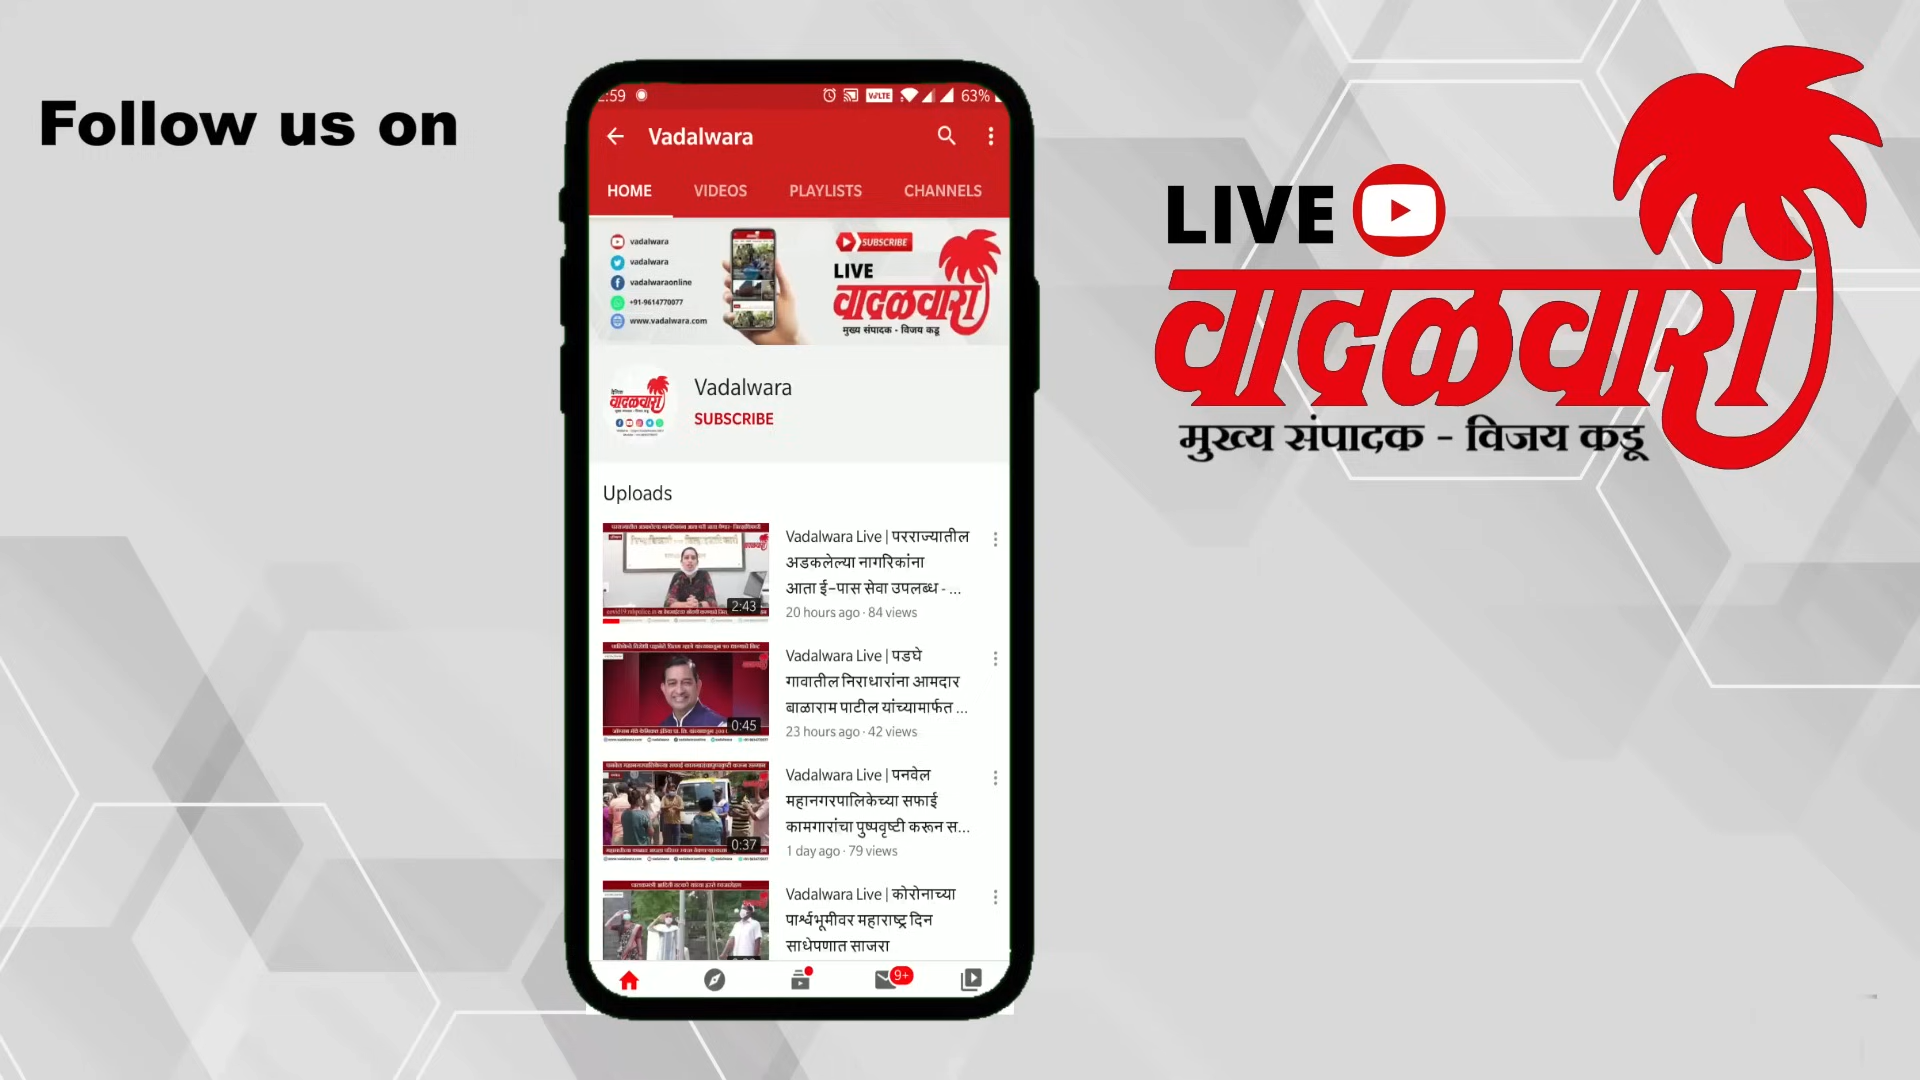 Follow us on
:59
VoLTE
63%
Vadalwara
HOME VIDEOS PLAYLISTS CHANNELS
vadalwara
vadalwara
vadalwaraonline
+91-9614770077
www.vadalwara.com
SUBSCRIBE
LIVE
वादळवारा
मुख्य संपादक - विजय कडू
वादळवारा
Vadalwara
SUBSCRIBE
Uploads
Vadalwara Live | परराज्यातील
अडकलेल्या नागरिकांना
आता ई-पास सेवा उपलब्ध - ...
20 hours ago · 84 views
2:43
Vadalwara Live | पडघे
गावातील निराधारांना आमदार
बाळाराम पाटील यांच्यामार्फत ...
23 hours ago · 42 views
0:45
Vadalwara Live | पनवेल
महानगरपालिकेच्या सफाई
कामगारांचा पुष्पवृष्टी करून स...
1 day ago · 79 views
0:37
Vadalwara Live | कोरोनाच्या
पार्श्वभूमीवर महाराष्ट्र दिन
साधेपणात साजरा
9+
LIVE
वादळवारा
मुख्य संपादक - विजय कडू